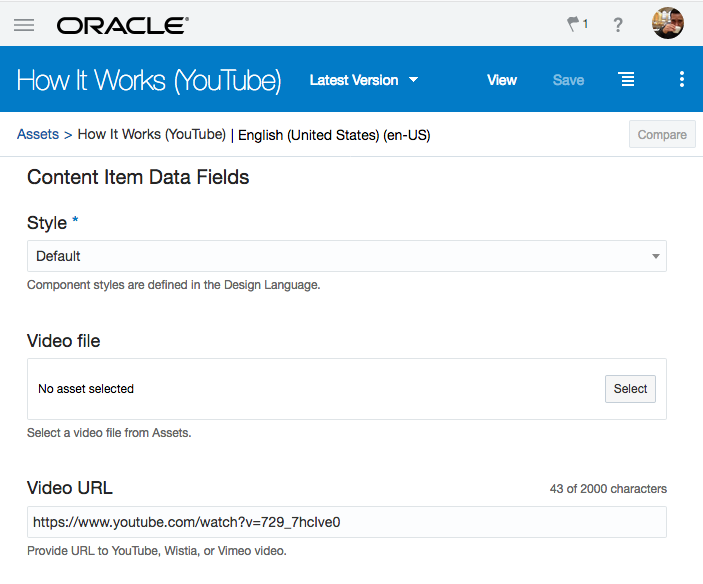 ORACLE®
1
?
How It Works (YouTube)
Latest Version
View
Save
Assets > How It Works (YouTube) | English (United States) (en-US)
Compare
Content Item Data Fields
Style *
Default
Component styles are defined in the Design Language.
Video file
No asset selected
Select
Select a video file from Assets.
Video URL
43 of 2000 characters
https://www.youtube.com/watch?v=729_7hcIve0
Provide URL to YouTube, Wistia, or Vimeo video.